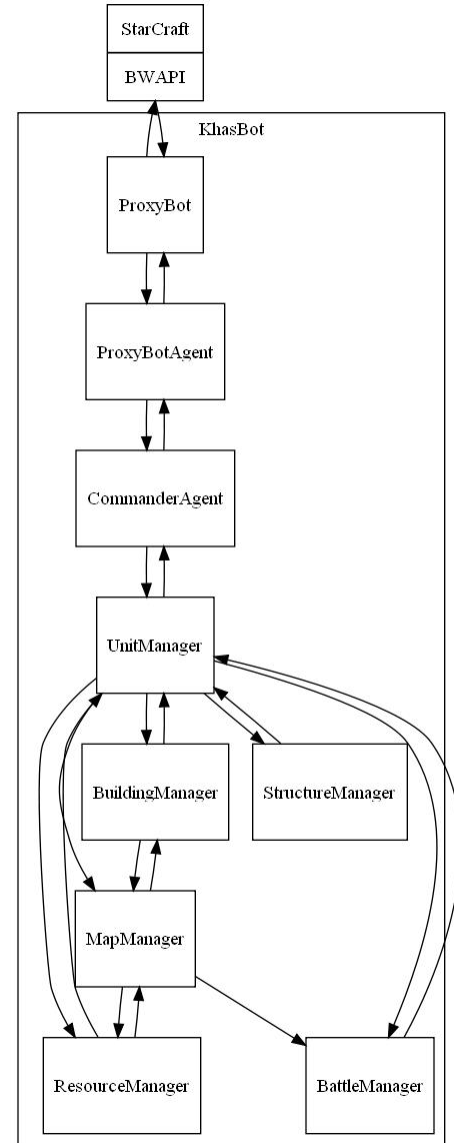 StarCraft
BWAPI
KhasBot
ProxyBot
ProxyBotAgent
CommanderAgent
UnitManager
BuildingManager
StructureManager
MapManager
ResourceManager
BattleManager